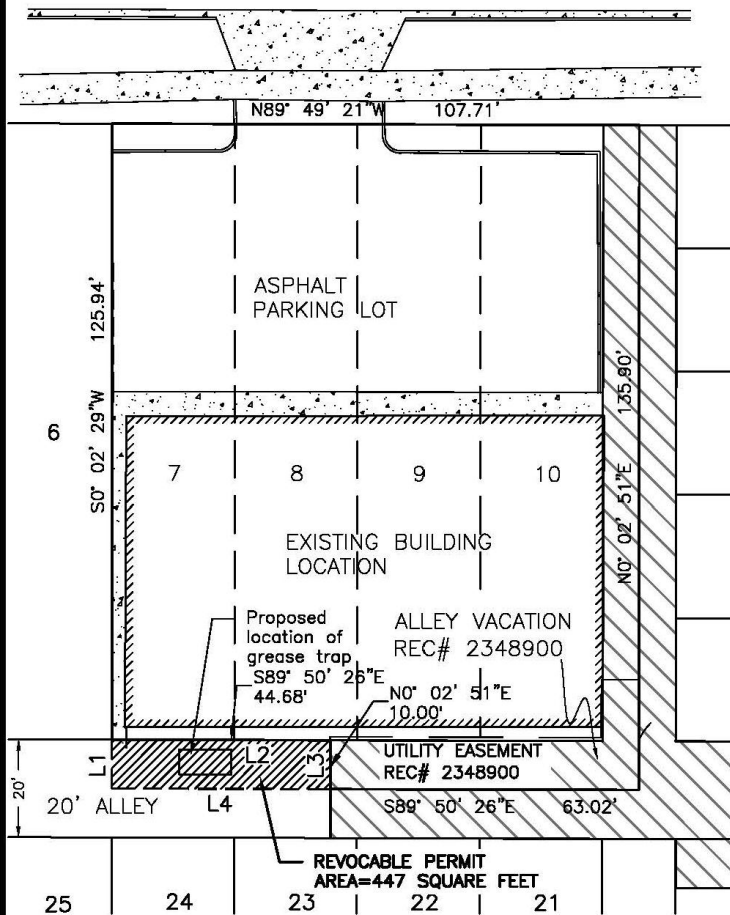 N89° 49' 21"W 107.71'
ASPHALT
PARKING LOT
125.94'
S0° 02' 29"W
135.90'
N0° 02' 51"E
6
7 8 9 10
EXISTING BUILDING
LOCATION
Proposed
location of
grease trap
S89° 50' 26"E
44.68'
ALLEY VACATION
REC# 2348900
N0° 02' 51"E
10.00'
L1
L2
L3
UTILITY EASEMENT
REC# 2348900
20'
20' ALLEY
L4
S89° 50' 26"E 63.02'
REVOCABLE PERMIT
AREA=447 SQUARE FEET
25 24 23 22 21